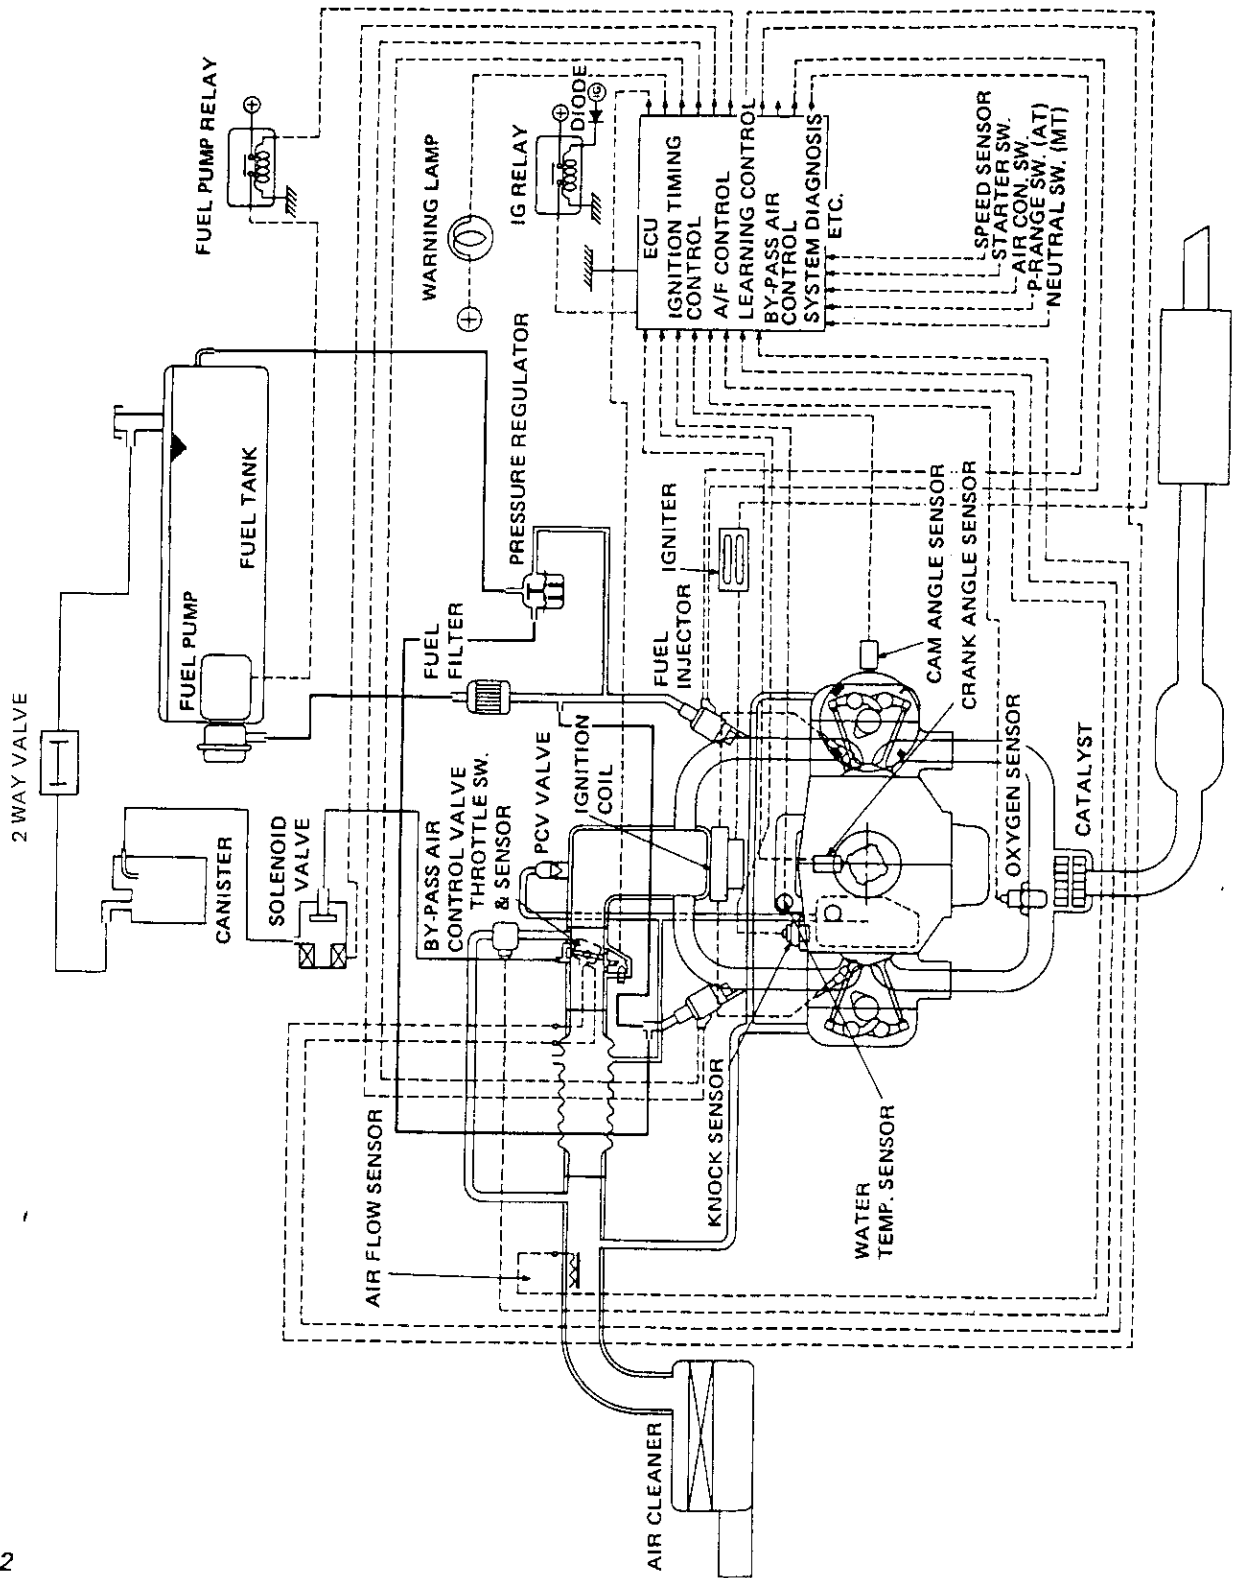 2
2 WAY VALVE
CANISTER
SOLENOID
VALVE
FUEL PUMP
FUEL TANK
FUEL PUMP RELAY
WARNING LAMP
IG RELAY
DIODE
IG
PRESSURE REGULATOR
FUEL
FILTER
BY-PASS AIR
CONTROL VALVE
THROTTLE SW.
& SENSOR
PCV VALVE
IGNITION
COIL
FUEL
INJECTOR
IGNITER
ECU
IGNITION TIMING
CONTROL
A/F CONTROL
LEARNING CONTROL
BY-PASS AIR
CONTROL
SYSTEM DIAGNOSIS
ETC.
SPEED SENSOR
STARTER SW.
AIR CON. SW.
P-RANGE SW. (AT)
NEUTRAL SW. (MT)
AIR FLOW SENSOR
AIR CLEANER
KNOCK SENSOR
WATER
TEMP. SENSOR
CAM ANGLE SENSOR
CRANK ANGLE SENSOR
OXYGEN SENSOR
CATALYST